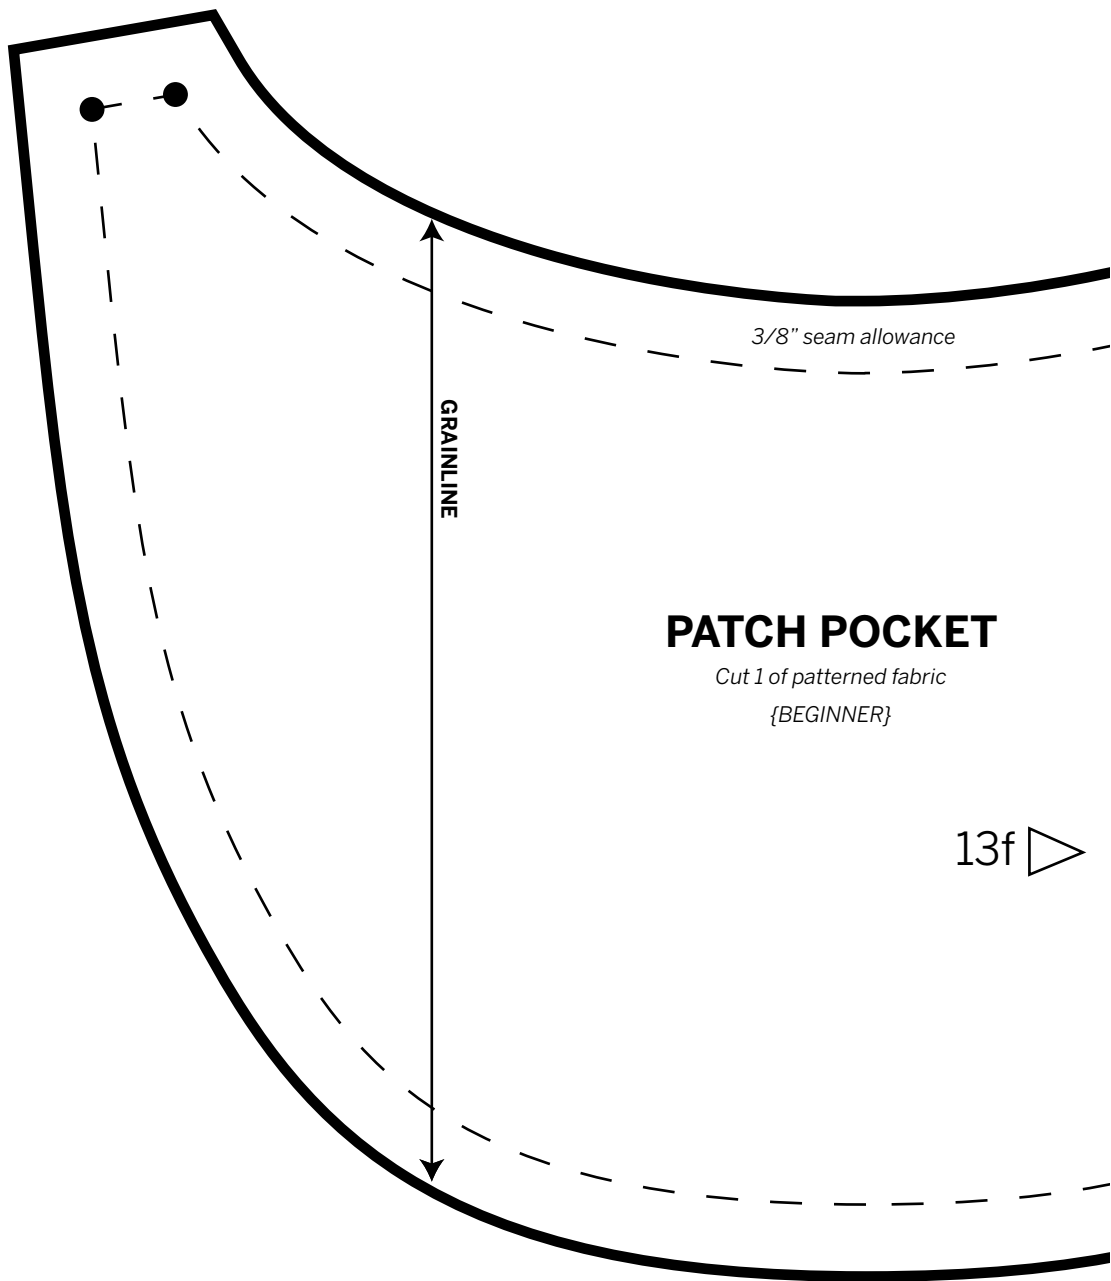 3/8” seam allowance
GRAINLINE
PATCH POCKET
Cut 1 of patterned fabric
{BEGINNER}
13f